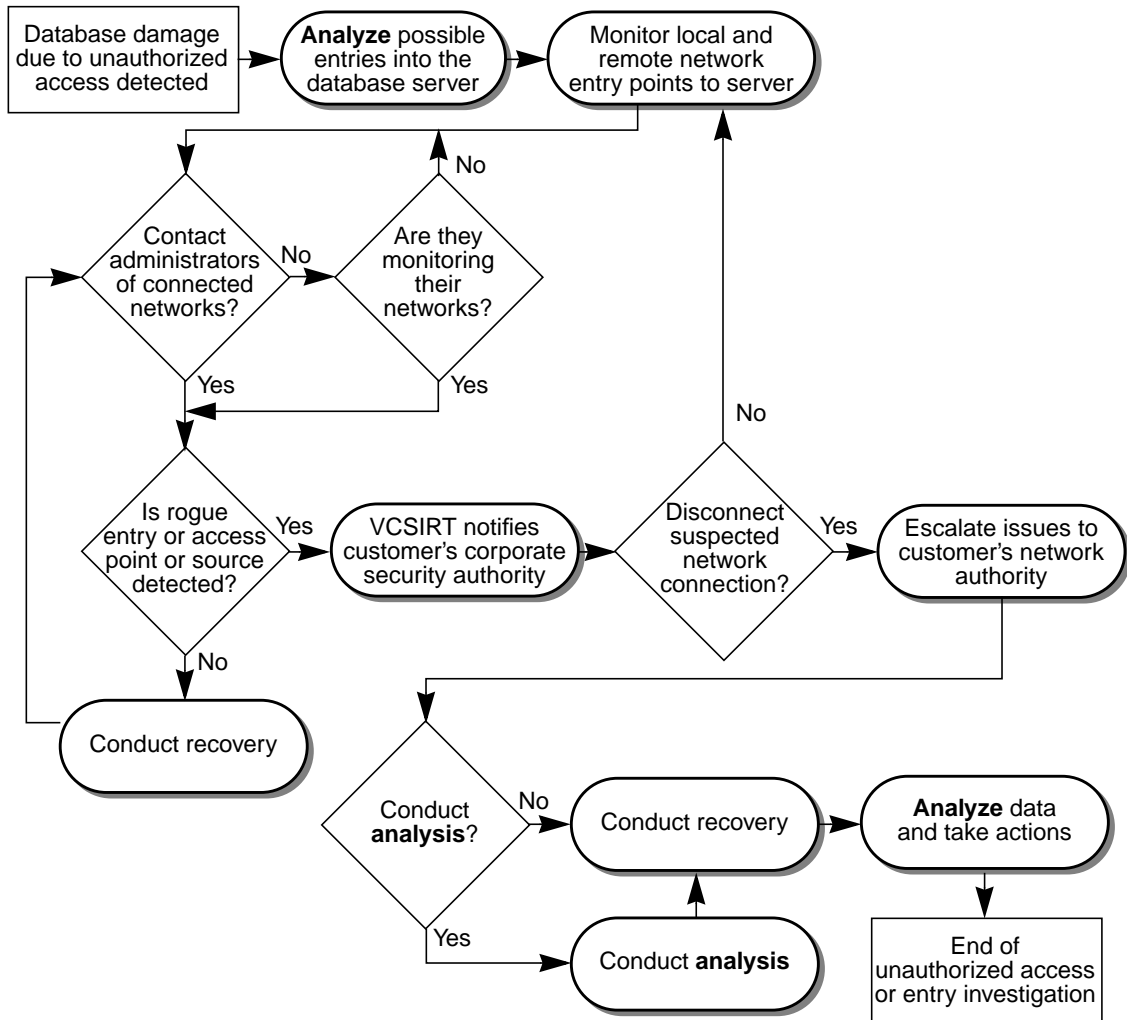 Database damage
due to unauthorized
access detected
Analyze possible
entries into the
database server
Monitor local and
remote network
entry points to server
No
Contact
administrators
of connected
networks?
No
Are they
monitoring
their
networks?
Yes
Yes
No
Is rogue
entry or access
point or source
detected?
Yes
VCSIRT notifies
customer’s corporate
security authority
Disconnect
suspected
network
connection?
Yes
Escalate issues to
customer’s network
authority
No
Conduct recovery
Conduct
analysis?
No
Conduct recovery
Analyze data
and take actions
Yes
Conduct analysis
End of
unauthorized access
or entry investigation